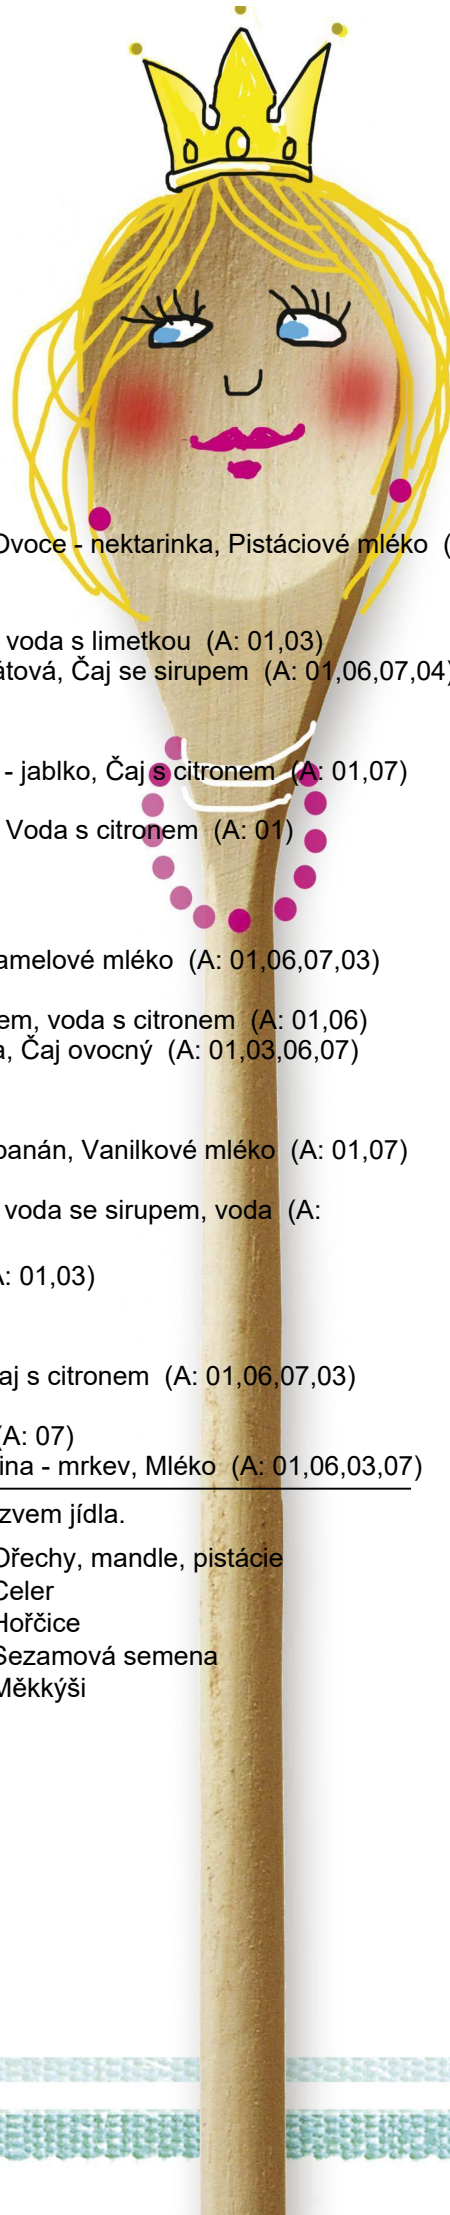 Ovoce - nektarinka, Pistáciové mléko (
voda s limetkou (A: 01,03)
átová, Čaj se sirupem (A: 01,06,07,04)
- jablko, Čaj s citronem (A: 01,07)
Voda s citronem (A: 01)
amelové mléko (A: 01,06,07,03)
em, voda s citronem (A: 01,06)
a, Čaj ovocný (A: 01,03,06,07)
banán, Vanilkové mléko (A: 01,07)
voda se sirupem, voda (A:
A: 01,03)
aj s citronem (A: 01,06,07,03)
(A: 07)
ina - mrkev, Mléko (A: 01,06,03,07)
zvem jídla.
Ořechy, mandle, pistácie
Celer
Hořčice
Sezamová semena
Měkkýši